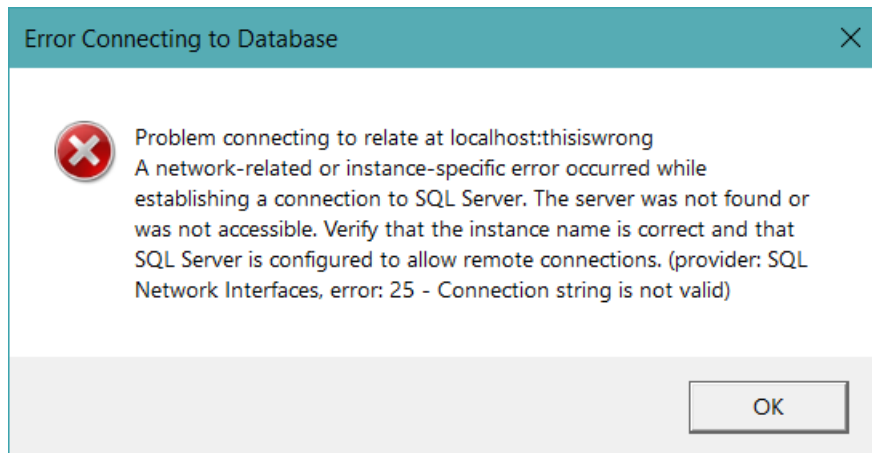 Error Connecting to Database
Problem connecting to relate at localhost:thisiswrong
A network-related or instance-specific error occurred while
establishing a connection to SQL Server. The server was not found or
was not accessible. Verify that the instance name is correct and that
SQL Server is configured to allow remote connections. (provider: SQL
Network Interfaces, error: 25 - Connection string is not valid)
OK